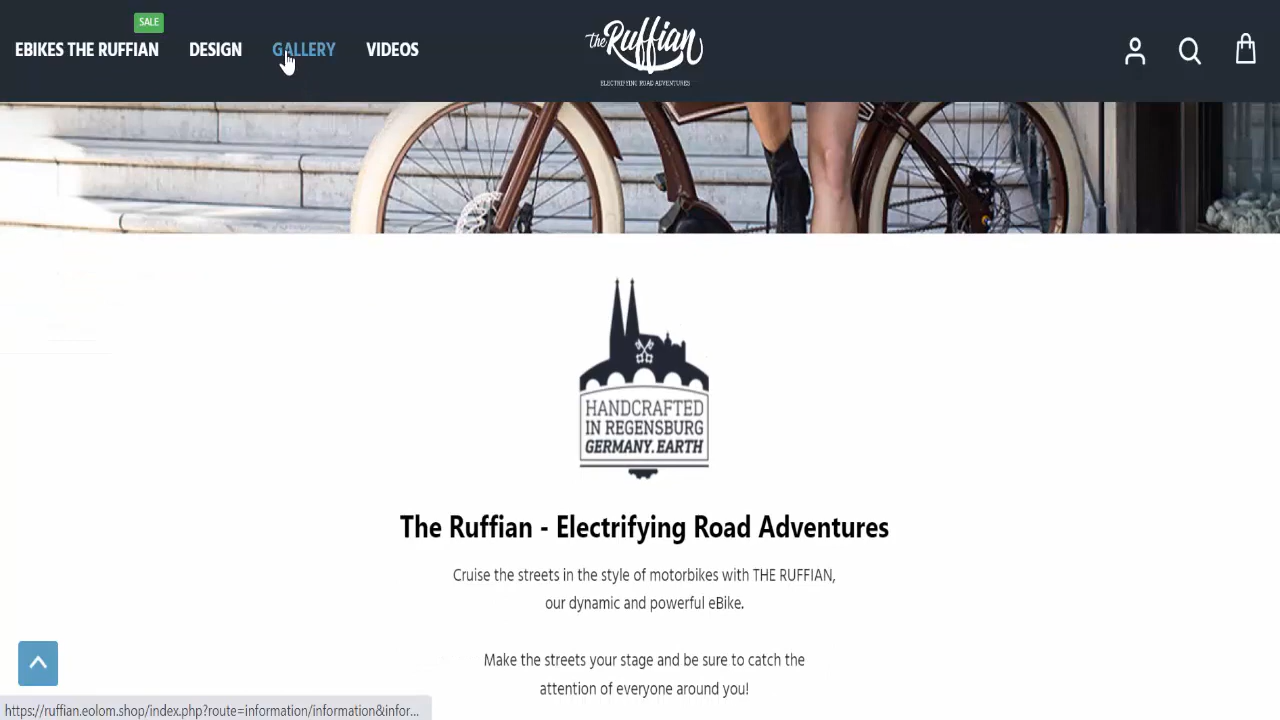 SALE
EBIKES THE RUFFIAN DESIGN GALLERY VIDEOS
the Ruffian
ELECTRIFYING ROAD ADVENTURES
HANDCRAFTED
IN REGENSBURG
GERMANY.EARTH
The Ruffian - Electrifying Road Adventures
Cruise the streets in the style of motorbikes with THE RUFFIAN,
our dynamic and powerful eBike.
Make the streets your stage and be sure to catch the
attention of everyone around you!
https://ruffian.eolom.shop/index.php?route=information/information&infor...